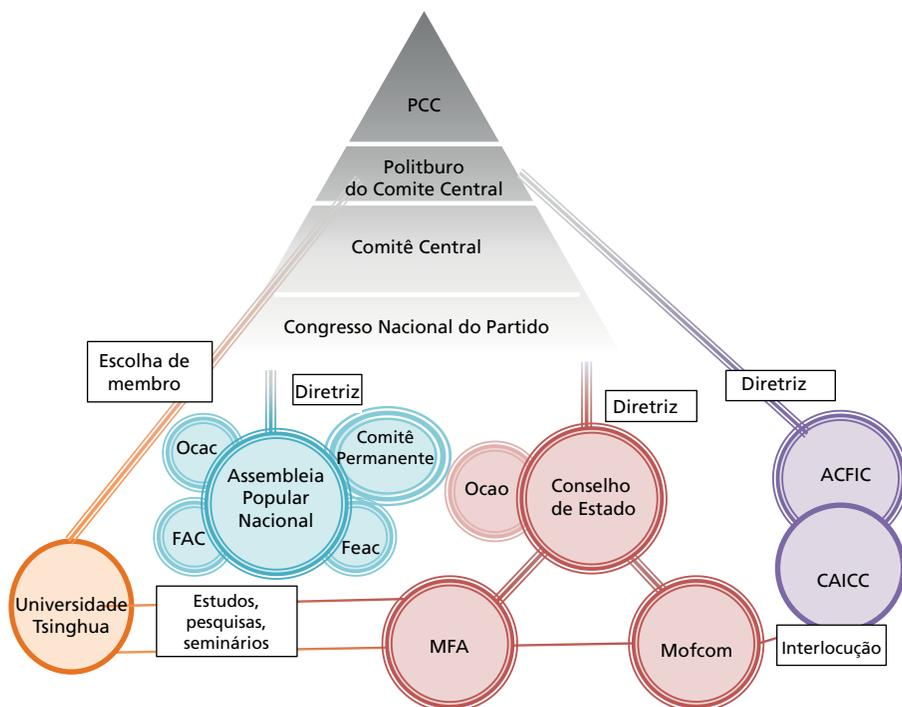 PCC
Politburo
do Comite Central
Comitê Central
Congresso Nacional do Partido
Escolha de
membro
Diretriz
Diretriz
Diretriz
Ocac
Comitê
Permanente
Assembleia
Popular
Nacional
FAC
Feac
Ocao
Conselho
de Estado
ACFIC
CAICC
Universidade
Tsinghua
Estudos,
pesquisas,
seminários
MFA
Mofcom
Interlocução